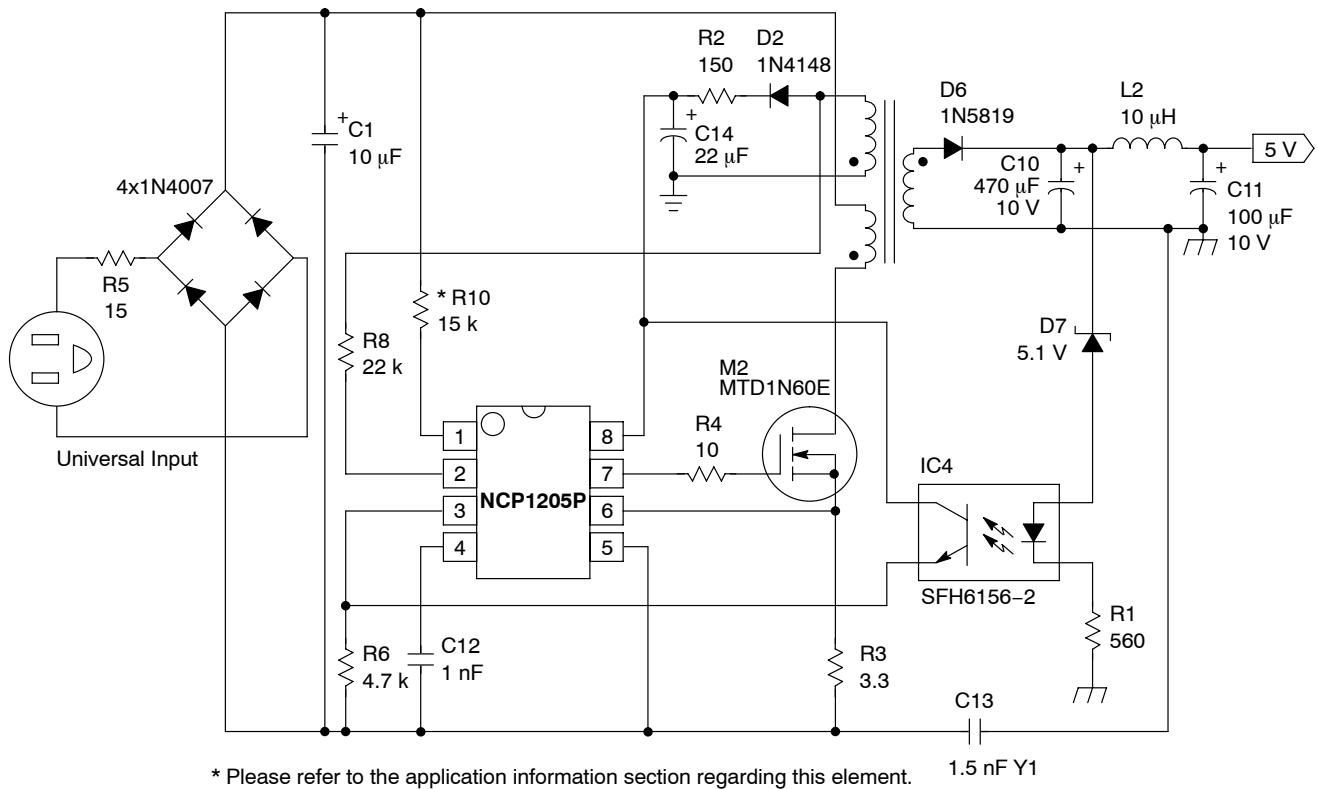 R2
150
D2
1N4148
D6
1N5819
L2
10 μH
+
C1
10 μF
+
C14
22 μF
5 V
C10
470 μF
10 V
+
+
C11
100 μF
10 V
4x1N4007
R5
15
* R10
15 k
R8
22 k
D7
5.1 V
M2
MTD1N60E
R4
10
Universal Input
1
2
3
4
NCP1205P
8
7
6
5
IC4
SFH6156−2
R6
4.7 k
C12
1 nF
R3
3.3
R1
560
C13
1.5 nF Y1
* Please refer to the application information section regarding this element.